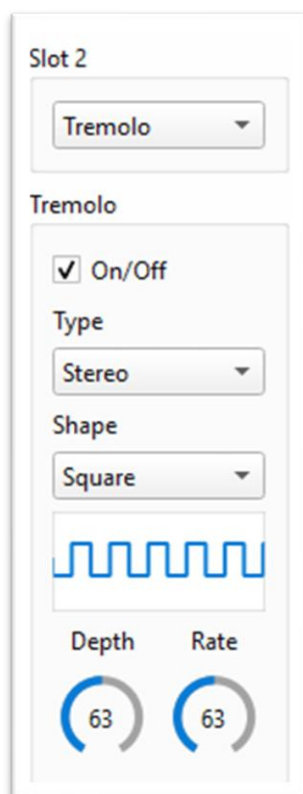 Slot 2
Tremolo
Tremolo
On/Off
Type
Stereo
Shape
Square
Depth Rate
63 63